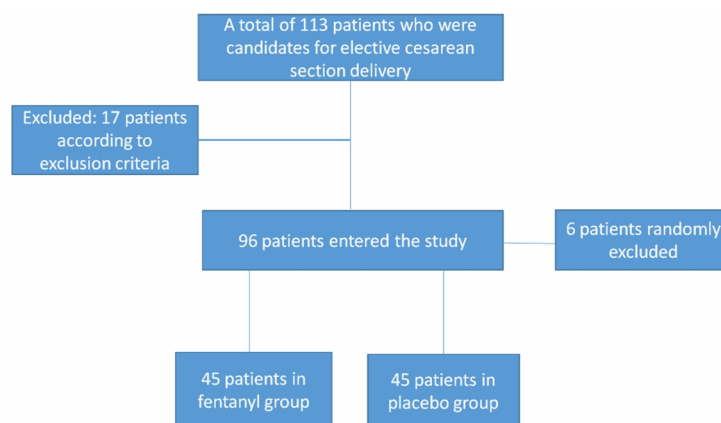 A total of 113 patients who were
candidates for elective cesarean
section delivery
Excluded: 17 patients
according to
exclusion criteria
96 patients entered the study
6 patients randomly
excluded
45 patients in
fentanyl group
45 patients in
placebo group